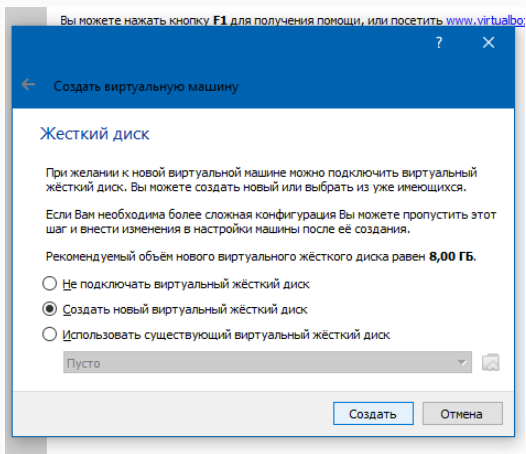 Вы можете нажать кнопку F1 для получения помощи, или посетить www.virtualbo
?
Создать виртуальную машину
Жесткий диск
При желании к новой виртуальной машине можно подключить виртуальный
жёсткий диск. Вы можете создать новый или выбрать из уже имеющихся.
Если Вам необходима более сложная конфигурация Вы можете пропустить этот
шаг и внести изменения в настройки машины после её создания.
Рекомендуемый объём нового виртуального жёсткого диска равен 8,00 ГБ.
Не подключать виртуальный жёсткий диск
Создать новый виртуальный жёсткий диск
Использовать существующий виртуальный жёсткий диск
Пусто
Создать Отмена